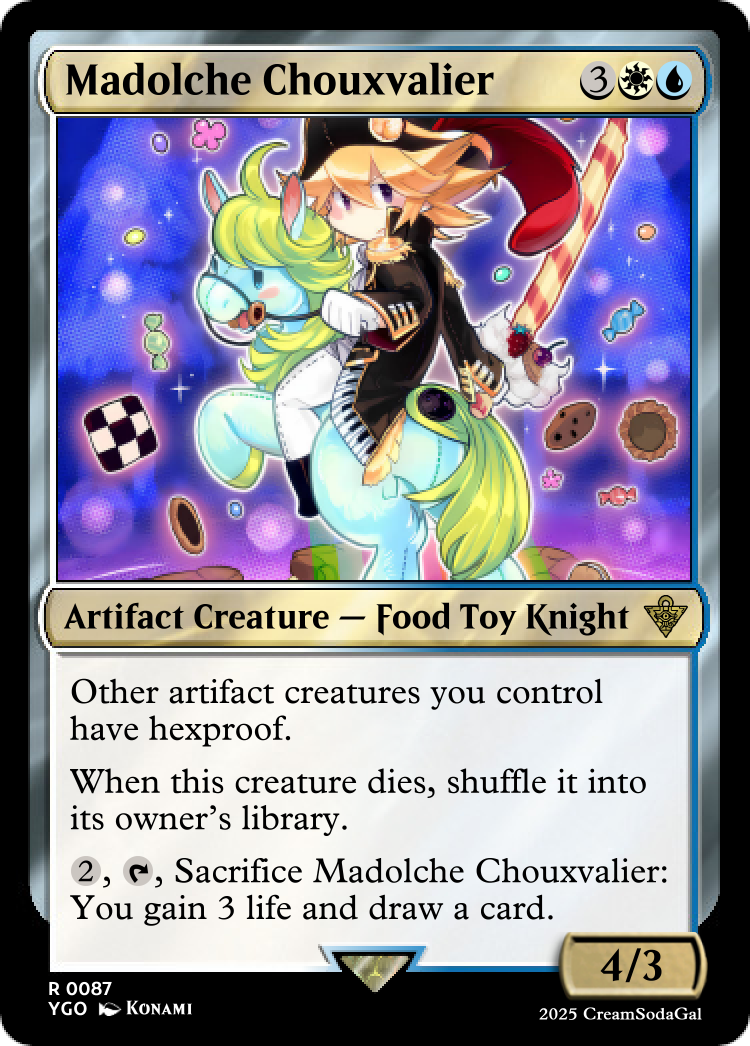 Madolche Chouxvalier 3
Artifact Creature — Food Toy Knight
Other artifact creatures you control
have hexproof.
When this creature dies, shuffle it into
its owner's library.
2, , Sacrifice Madolche Chouxvalier:
You gain 3 life and draw a card.
4/3
R 0087
YGO KONAMI
2025 CreamSodaGal